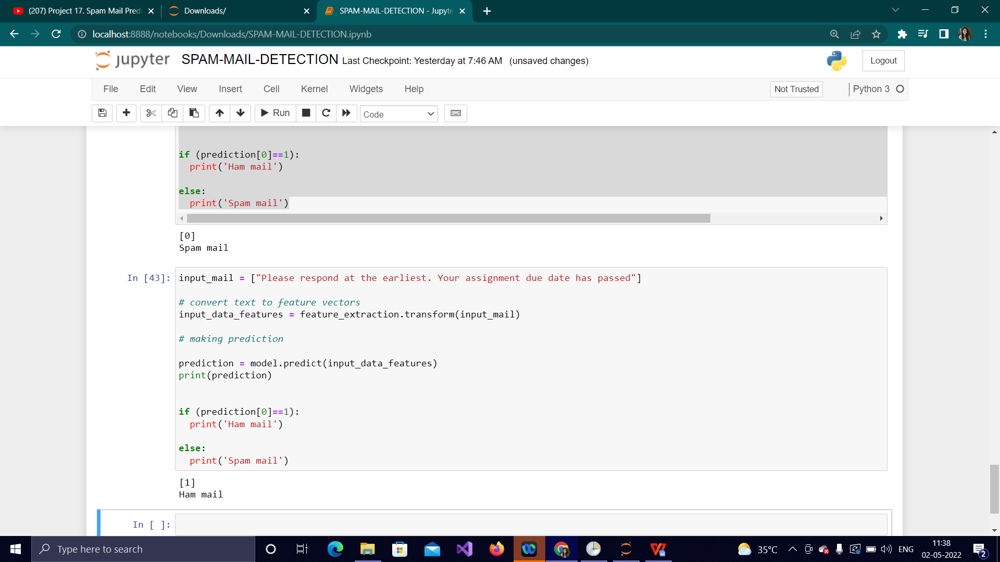 (207) Project 17. Spam Mail Predi
Downloads/
SPAM-MAIL-DETECTION - Jupyte
localhost:8888/notebooks/Downloads/SPAM-MAIL-DETECTION.ipynb
jupyter SPAM-MAIL-DETECTION Last Checkpoint: Yesterday at 7:46 AM (unsaved changes)
Logout
File Edit View Insert Cell Kernel Widgets Help
Not Trusted
Python 3
Run
Code
if (prediction[0]==1):
  print('Ham mail')
else:
  print('Spam mail')
[0]
Spam mail
In [43]: input_mail = ["Please respond at the earliest. Your assignment due date has passed"]
# convert text to feature vectors
input_data_features = feature_extraction.transform(input_mail)
# making prediction
prediction = model.predict(input_data_features)
print(prediction)
if (prediction[0]==1):
  print('Ham mail')
else:
  print('Spam mail')
[1]
Ham mail
In [ ]:
Type here to search
35°C
ENG
11:38
02-05-2022
2